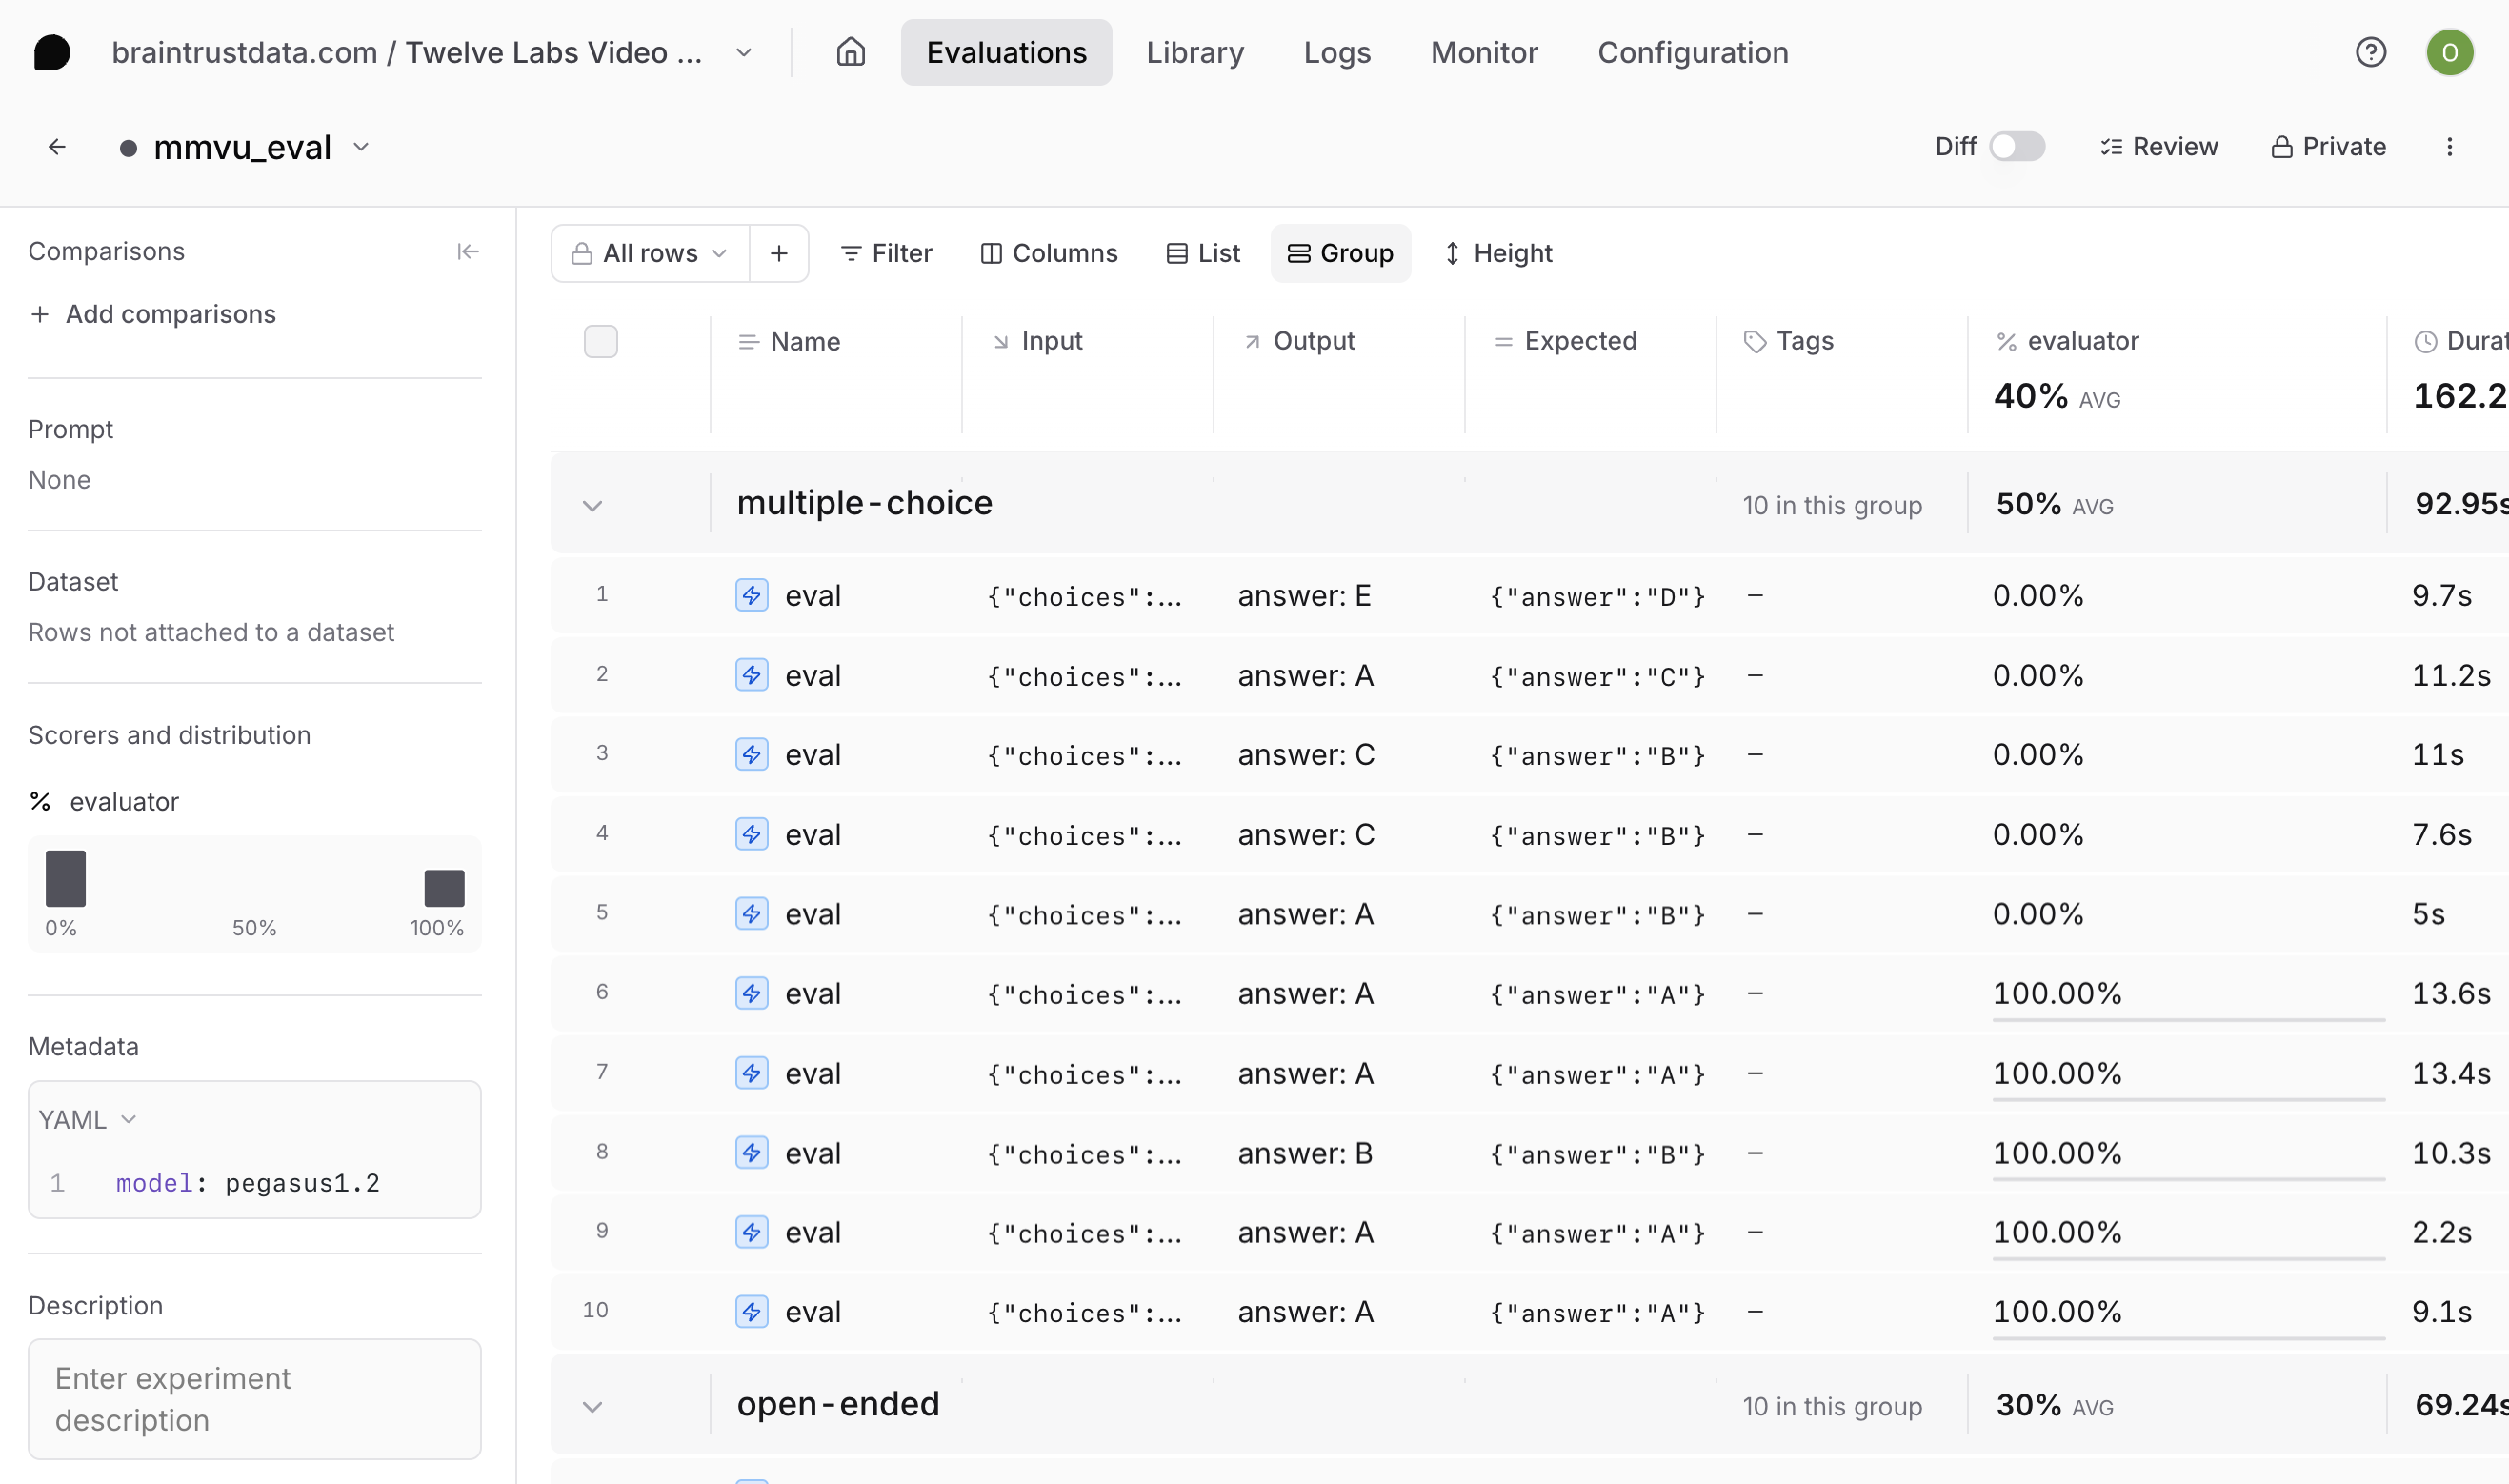 braintrustdata.com / Twelve Labs Video ...
Evaluations
Library
Logs
Monitor
Configuration
O
mmvu_eval
Diff
Review
Private
Comparisons
Add comparisons
Prompt
None
Dataset
Rows not attached to a dataset
Scorers and distribution
% evaluator
0% 50% 100%
Metadata
YAML
1 model: pegasus1.2
Description
Enter experiment
description
All rows
+
Filter
Columns
List
Group
Height
Name Input Output Expected Tags % evaluator Durat
40% AVG 162.2
multiple-choice 10 in this group 50% AVG 92.95s
1 eval {"choices":... answer: E {"answer":"D"} – 0.00% 9.7s
2 eval {"choices":... answer: A {"answer":"C"} – 0.00% 11.2s
3 eval {"choices":... answer: C {"answer":"B"} – 0.00% 11s
4 eval {"choices":... answer: C {"answer":"B"} – 0.00% 7.6s
5 eval {"choices":... answer: A {"answer":"B"} – 0.00% 5s
6 eval {"choices":... answer: A {"answer":"A"} – 100.00% 13.6s
7 eval {"choices":... answer: A {"answer":"A"} – 100.00% 13.4s
8 eval {"choices":... answer: B {"answer":"B"} – 100.00% 10.3s
9 eval {"choices":... answer: A {"answer":"A"} – 100.00% 2.2s
10 eval {"choices":... answer: A {"answer":"A"} – 100.00% 9.1s
open-ended 10 in this group 30% AVG 69.24s